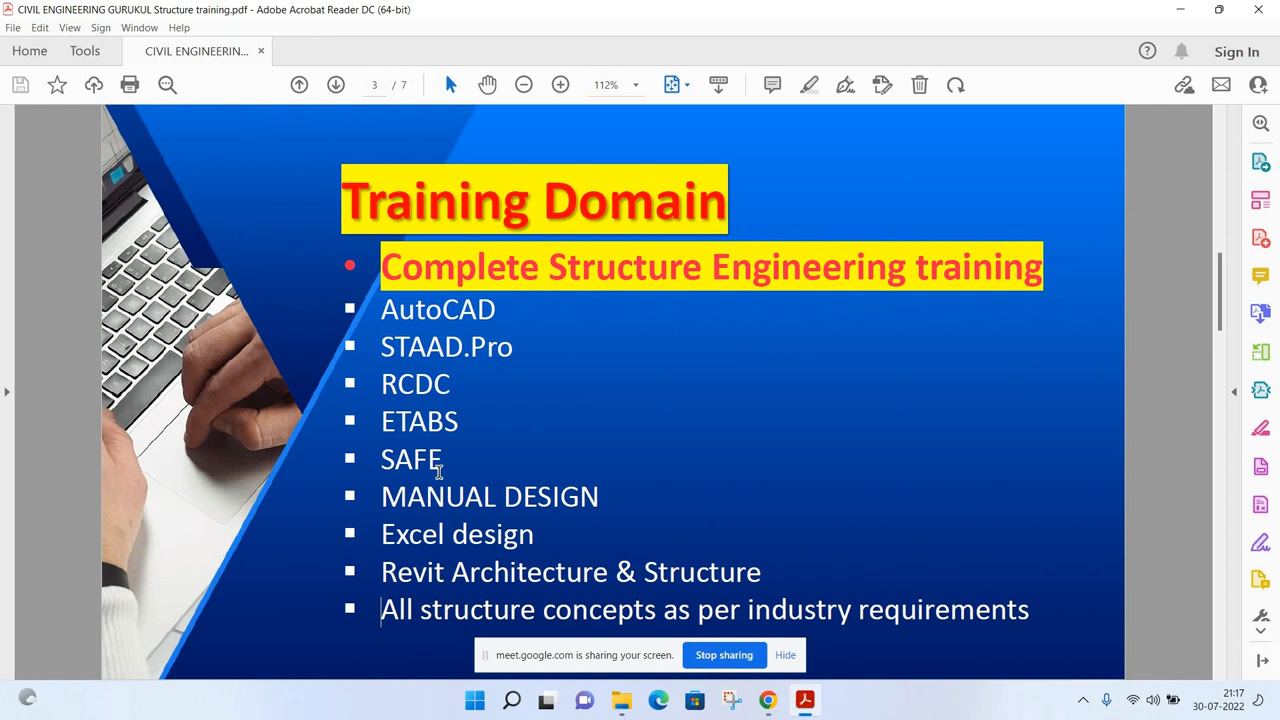 CIVIL ENGINEERING GURUKUL Structure training.pdf - Adobe Acrobat Reader DC (64-bit)
File Edit View Sign Window Help
Home Tools CIVIL ENGINEERIN... × Sign In
3 / 7 112%
Training Domain
• Complete Structure Engineering training
▪ AutoCAD
▪ STAAD.Pro
▪ RCDC
▪ ETABS
▪ SAFE
▪ MANUAL DESIGN
▪ Excel design
▪ Revit Architecture & Structure
▪ All structure concepts as per industry requirements
meet.google.com is sharing your screen. Stop sharing Hide
21:17
30-07-2022